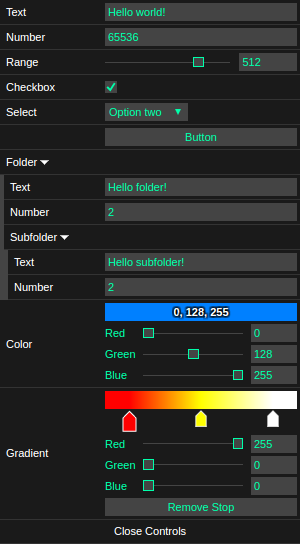 Text Hello world!
Number 65536
Range 512
Checkbox
Select Option two
Button
Folder
Text Hello folder!
Number 2
Subfolder
Text Hello subfolder!
Number 2
Color 0, 128, 255
Red 0
Green 128
Blue 255
Gradient
Red 255
Green 0
Blue 0
Remove Stop
Close Controls